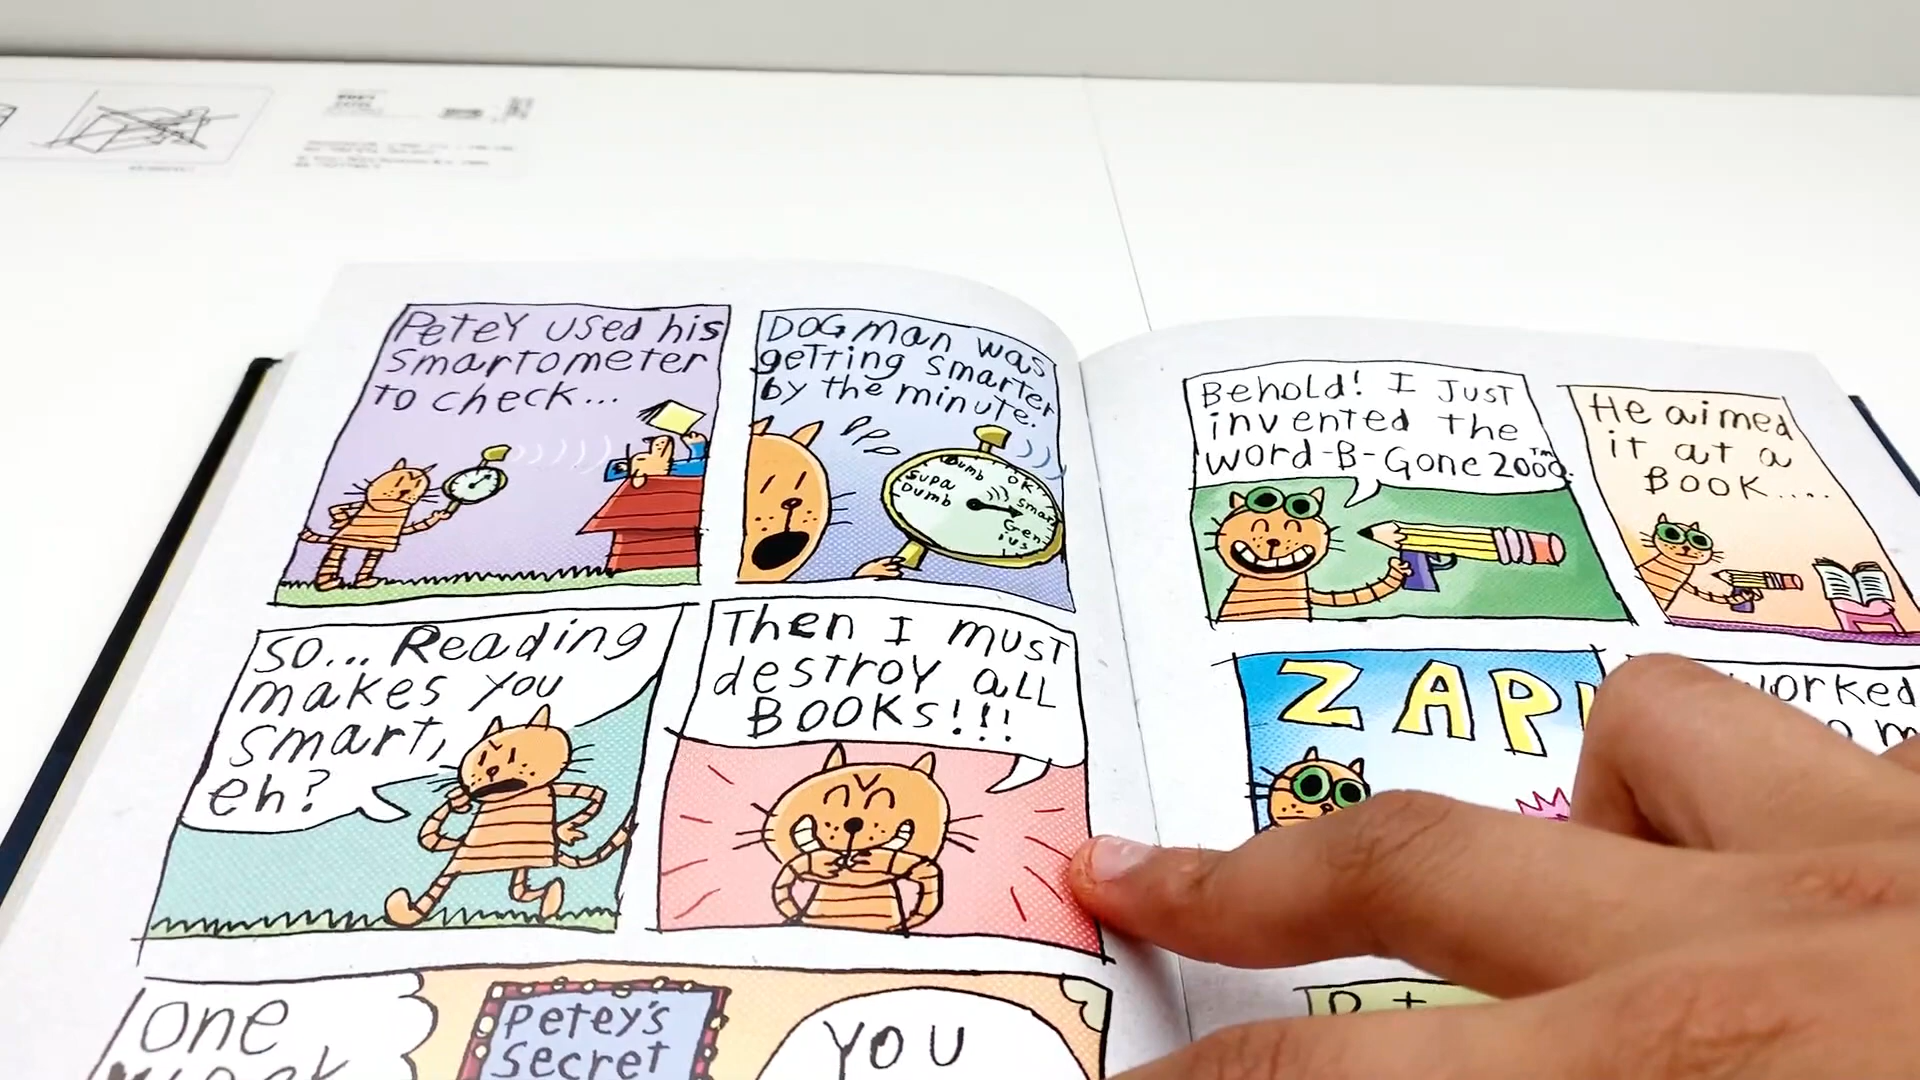 Petey used his
smartometer
to check...
DOG man was
getting smarter
by the minute.
Dumb
Supa
Dumb
OK
smart
Gen-
ius
SO... Reading
makes you
smart,
eh?
Then I must
destroy all
BOOKs!!!
one
Petey's
secret
YOU
Behold! I Just
invented the
word-B-Gone 2000™.
He aimed
it at a
BOOK....
ZAP!
worked